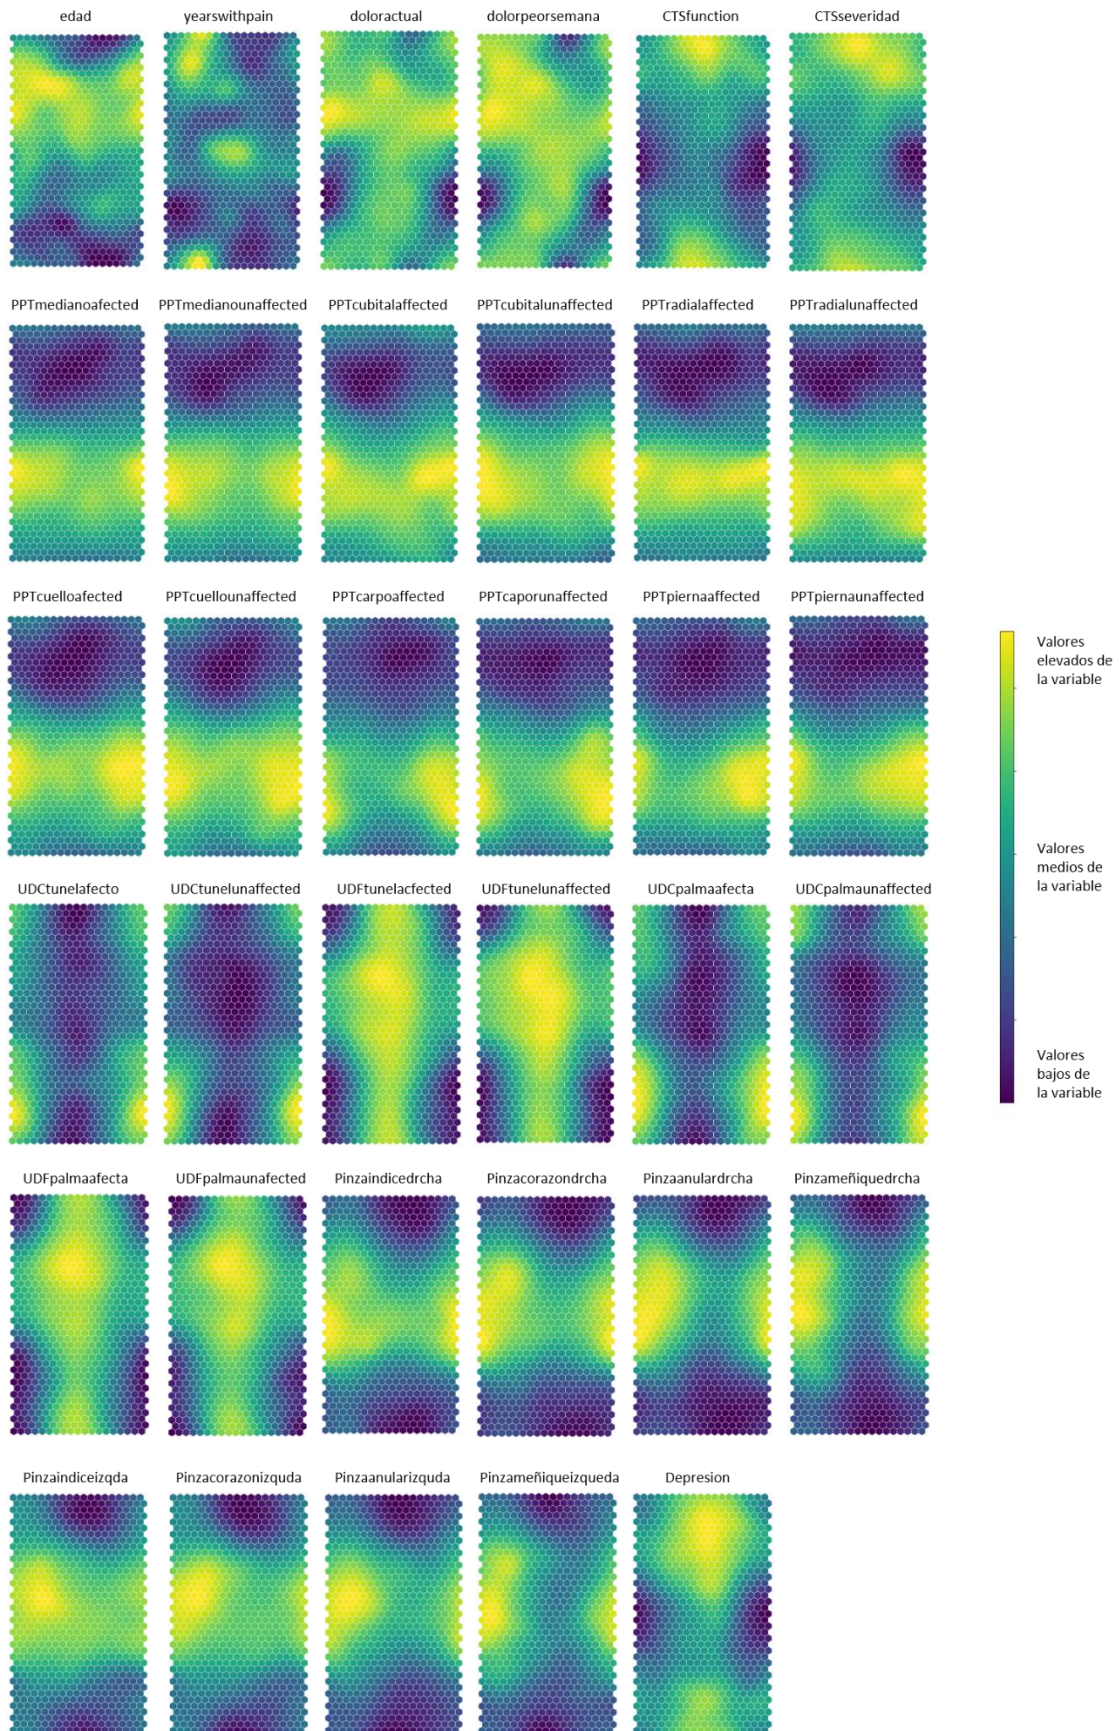 edad
yearswithpain
doloractual
dolorpeorsemana
CTSfunction
CTSseveridad
PPTmedianoafected
PPTmedianounaffected
PPTcubitalaffected
PPTcubitalunaffected
PPTradialaffected
PPTradialunaffected
PPTcuelloafected
PPTcuellounaffected
PPTcarpoaffected
PPTcaporunaffected
PPTpiernaaffected
PPTpiernaunaffected
Valores
elevados de
la variable
Valores
medios de
la variable
Valores
bajos de
la variable
UDCtunelafecto
UDCtunelunaffected
UDFtunelacfected
UDFtunelunaffected
UDCpalmaafecta
UDCpalmaunaffected
UDFpalmaafecta
UDFpalmaunafected
Pinzaindicedrcha
Pinzacorazondrcha
Pinzaanulardrcha
Pinzameñiquedrcha
Pinzaindiceizqda
Pinzacorazonizquda
Pinzaanularizquda
Pinzameñiqueizqueda
Depresion